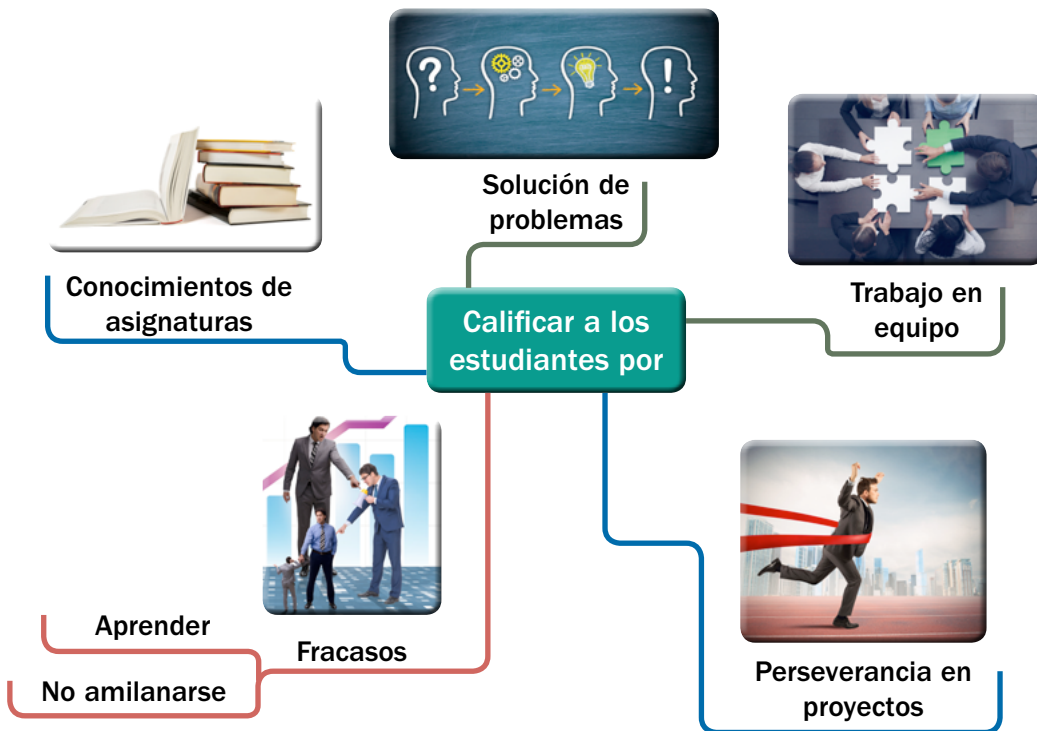 Solución de
problemas
Conocimientos de
asignaturas
Trabajo en
equipo
Calificar a los
estudiantes por
Aprender
Fracasos
No amilanarse
Perseverancia en
proyectos